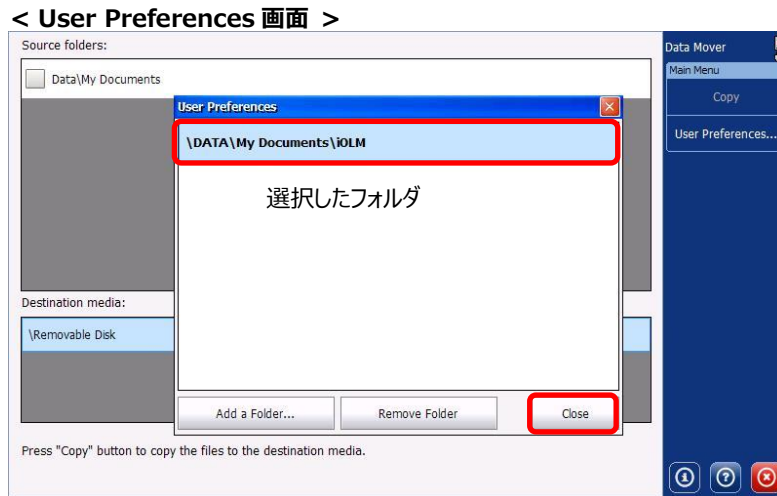 < User Preferences 画面 >
Source folders:
Data\My Documents
User Preferences
\DATA\My Documents\iOLM
選択したフォルダ
Destination media:
\Removable Disk
Add a Folder...
Remove Folder
Close
Press "Copy" button to copy the files to the destination media.
Data Mover
Main Menu
Copy
User Preferences...